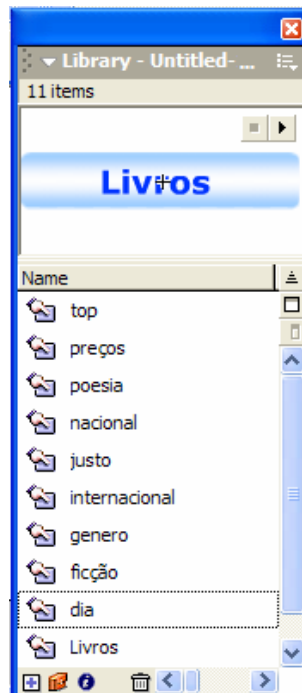 Library - Untitled- ...
11 items
Livros
Name
top
preços
poesia
nacional
justo
internacional
genero
ficção
dia
Livros